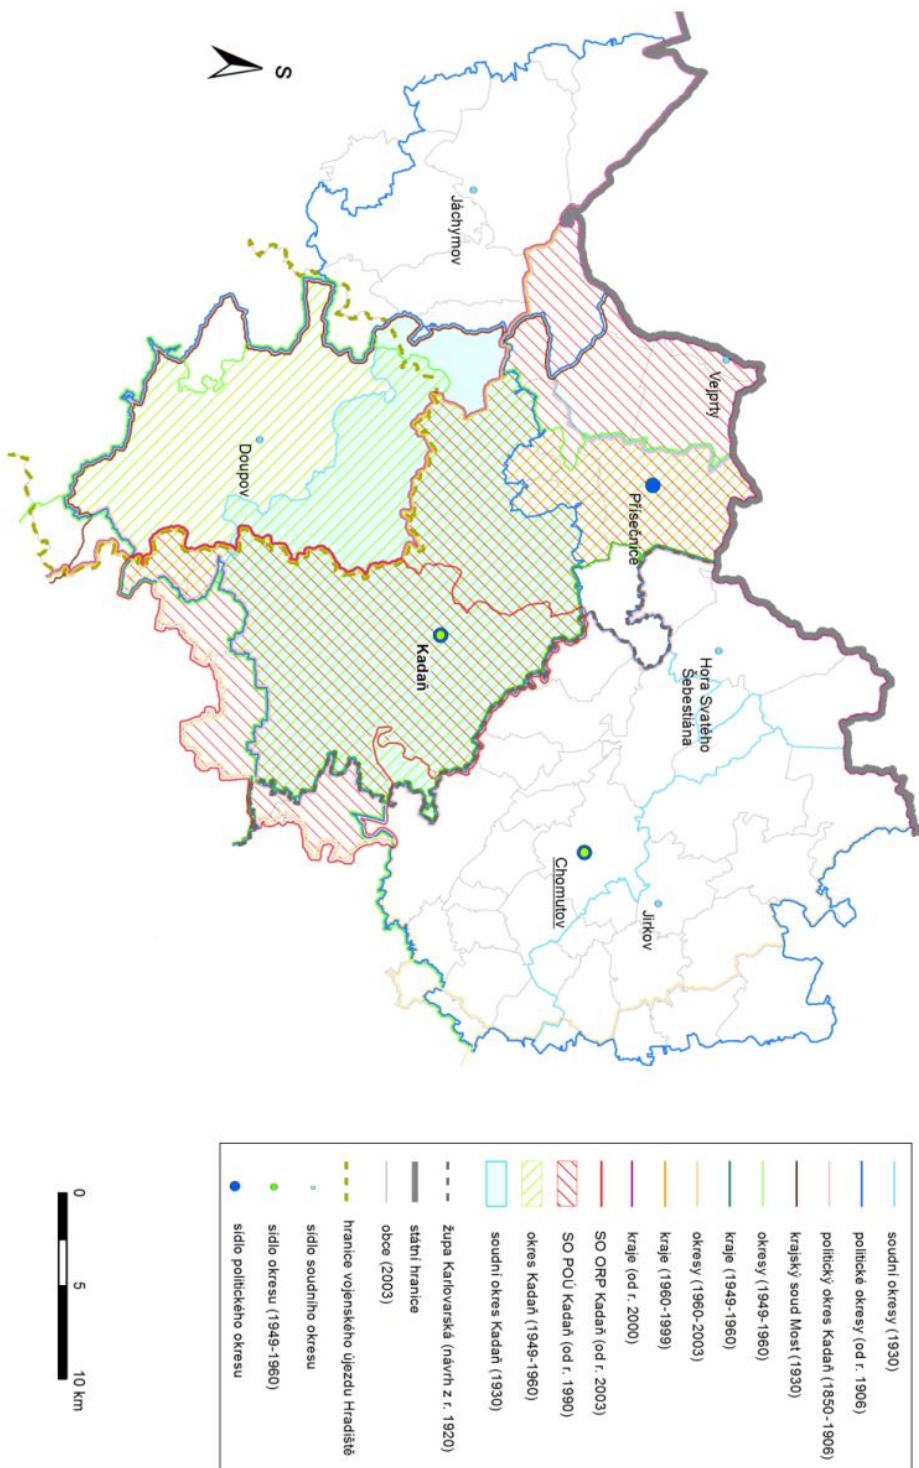 S
Jáchymov
Vejprty
Přísečnice
Doupov
Kadaň
Hora Svatého
Šebestiána
Chomutov
Jirkov
soudní okresy (1930)
politické okresy (od r. 1906)
politický okres Kadaň (1850-1906)
krajský soud Most (1930)
okresy (1949-1960)
kraje (1949-1960)
okresy (1960-2003)
kraje (1960-1999)
kraje (od r. 2000)
SO ORP Kadaň (od r. 2003)
SO POÚ Kadaň (od r. 1990)
okres Kadaň (1949-1960)
soudní okres Kadaň (1930)
župa Karlovarská (návrh z r. 1920)
státní hranice
obce (2003)
hranice vojenského újezdu Hradiště
sídlo soudního okresu
sídlo okresu (1949-1960)
sídlo politického okresu
0
5
10 km